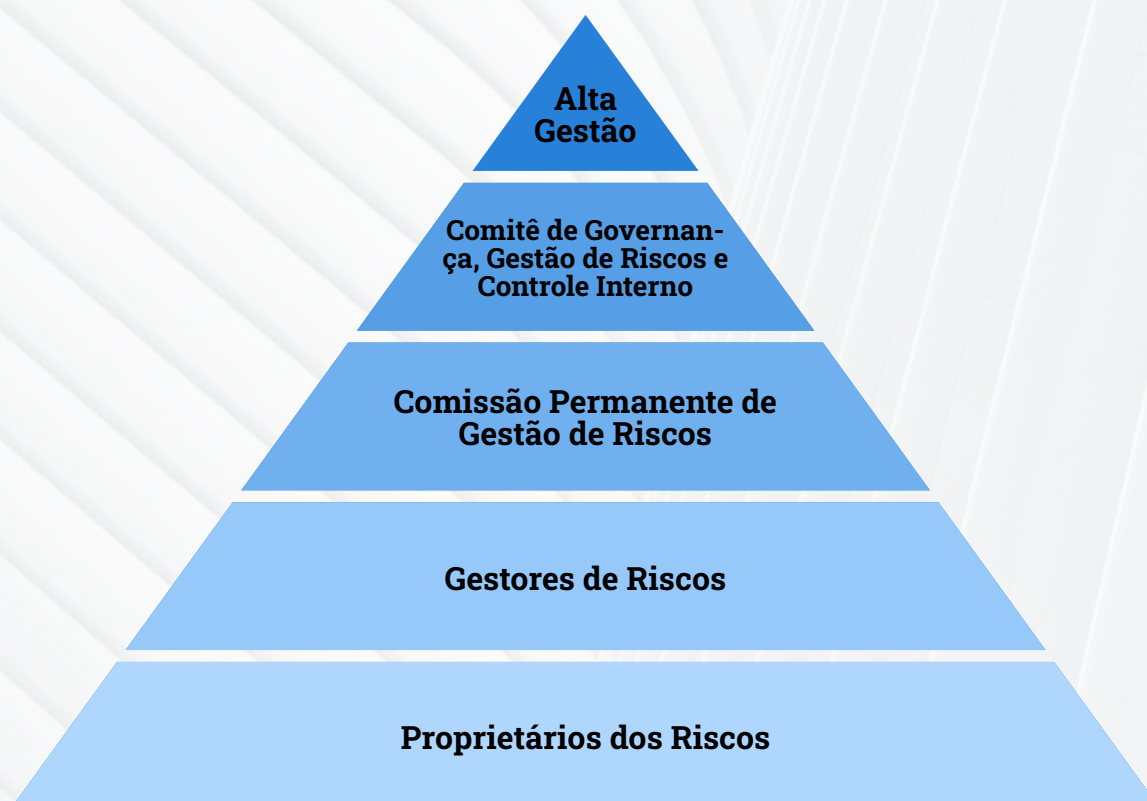 Alta
Gestão
Comitê de Governan-
ça, Gestão de Riscos e
Controle Interno
Comissão Permanente de
Gestão de Riscos
Gestores de Riscos
Proprietários dos Riscos